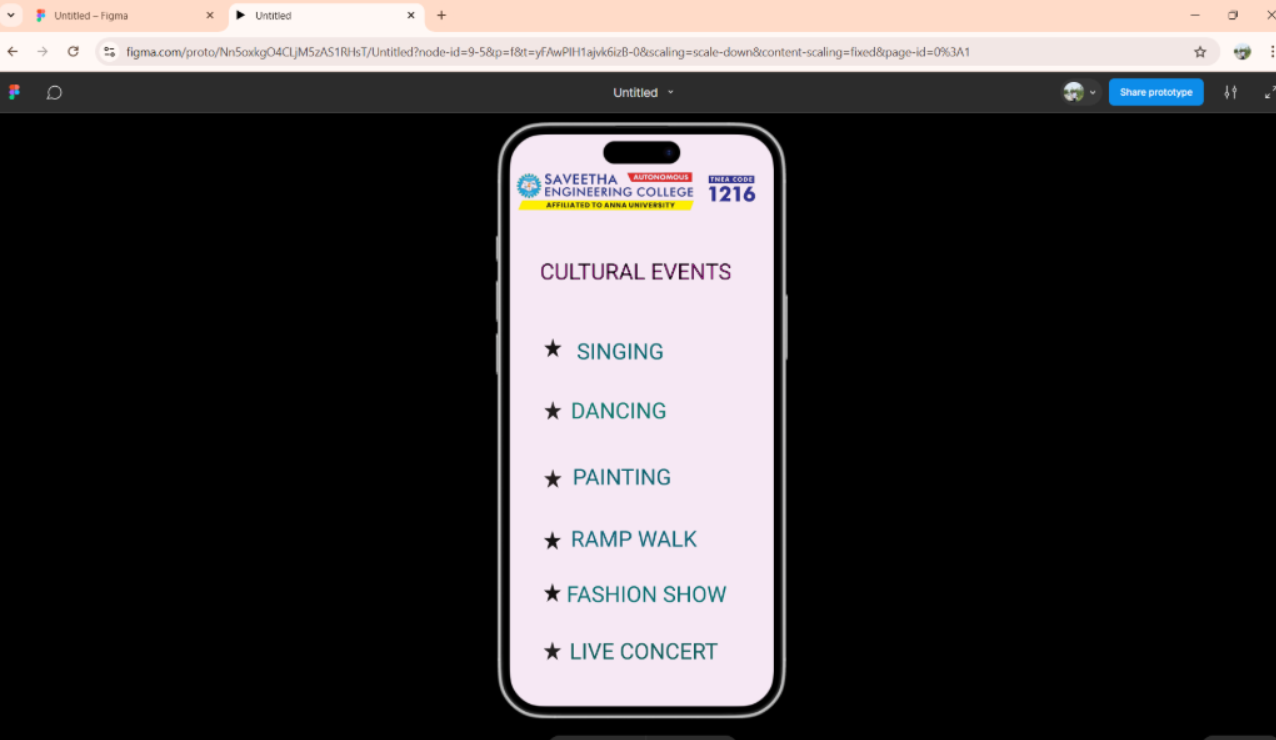 Untitled – Figma
Untitled
figma.com/proto/Nn5oxkgO4CLjM5zAS1RHsT/Untitled?node-id=9-5&p=f&t=yFAwPlH1ajvk6izB-0&scaling=scale-down&content-scaling=fixed&page-id=0%3A1
Untitled
Share prototype
SAVEETHA AUTONOMOUS
ENGINEERING COLLEGE
AFFILIATED TO ANNA UNIVERSITY
TNEA CODE
1216
CULTURAL EVENTS
★ SINGING
★ DANCING
★ PAINTING
★ RAMP WALK
★ FASHION SHOW
★ LIVE CONCERT